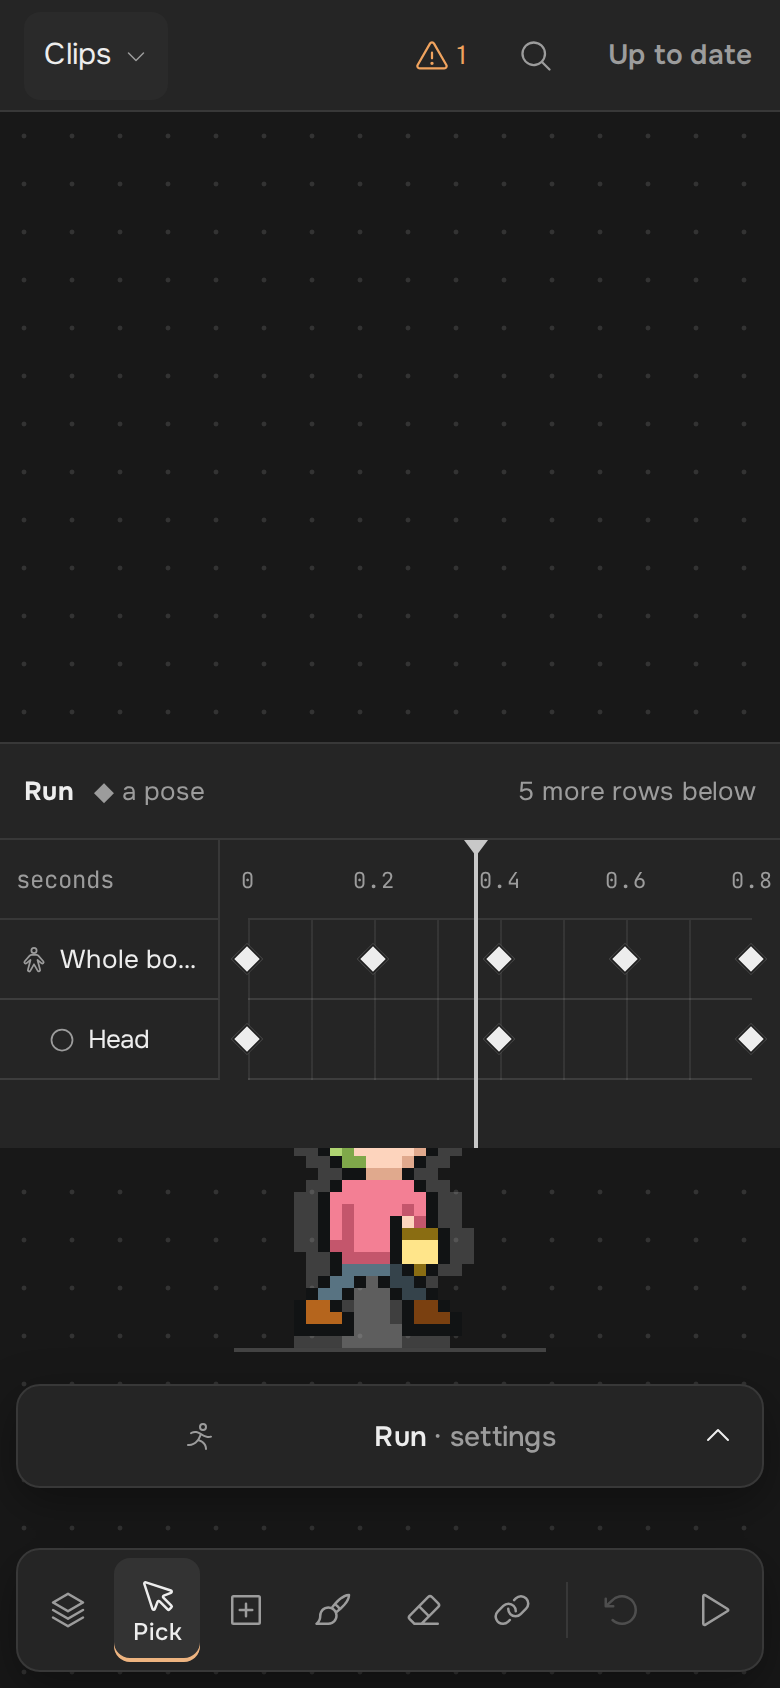 Clips
1
Up to date
Run ◆ a pose
5 more rows below
seconds 0 0.2 0.4 0.6 0.8
Whole bo...
Head
Run · settings
Pick